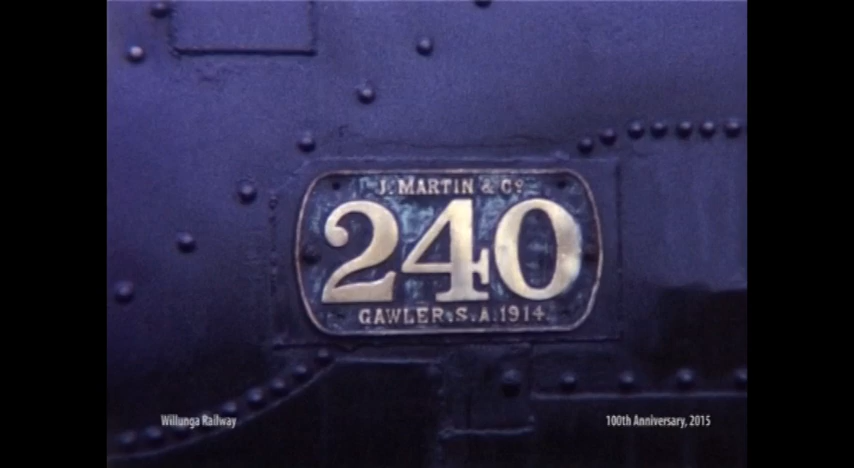 J. MARTIN & Cº
240
GAWLER.S.A.1914.
Willunga Railway
100th Anniversary, 2015